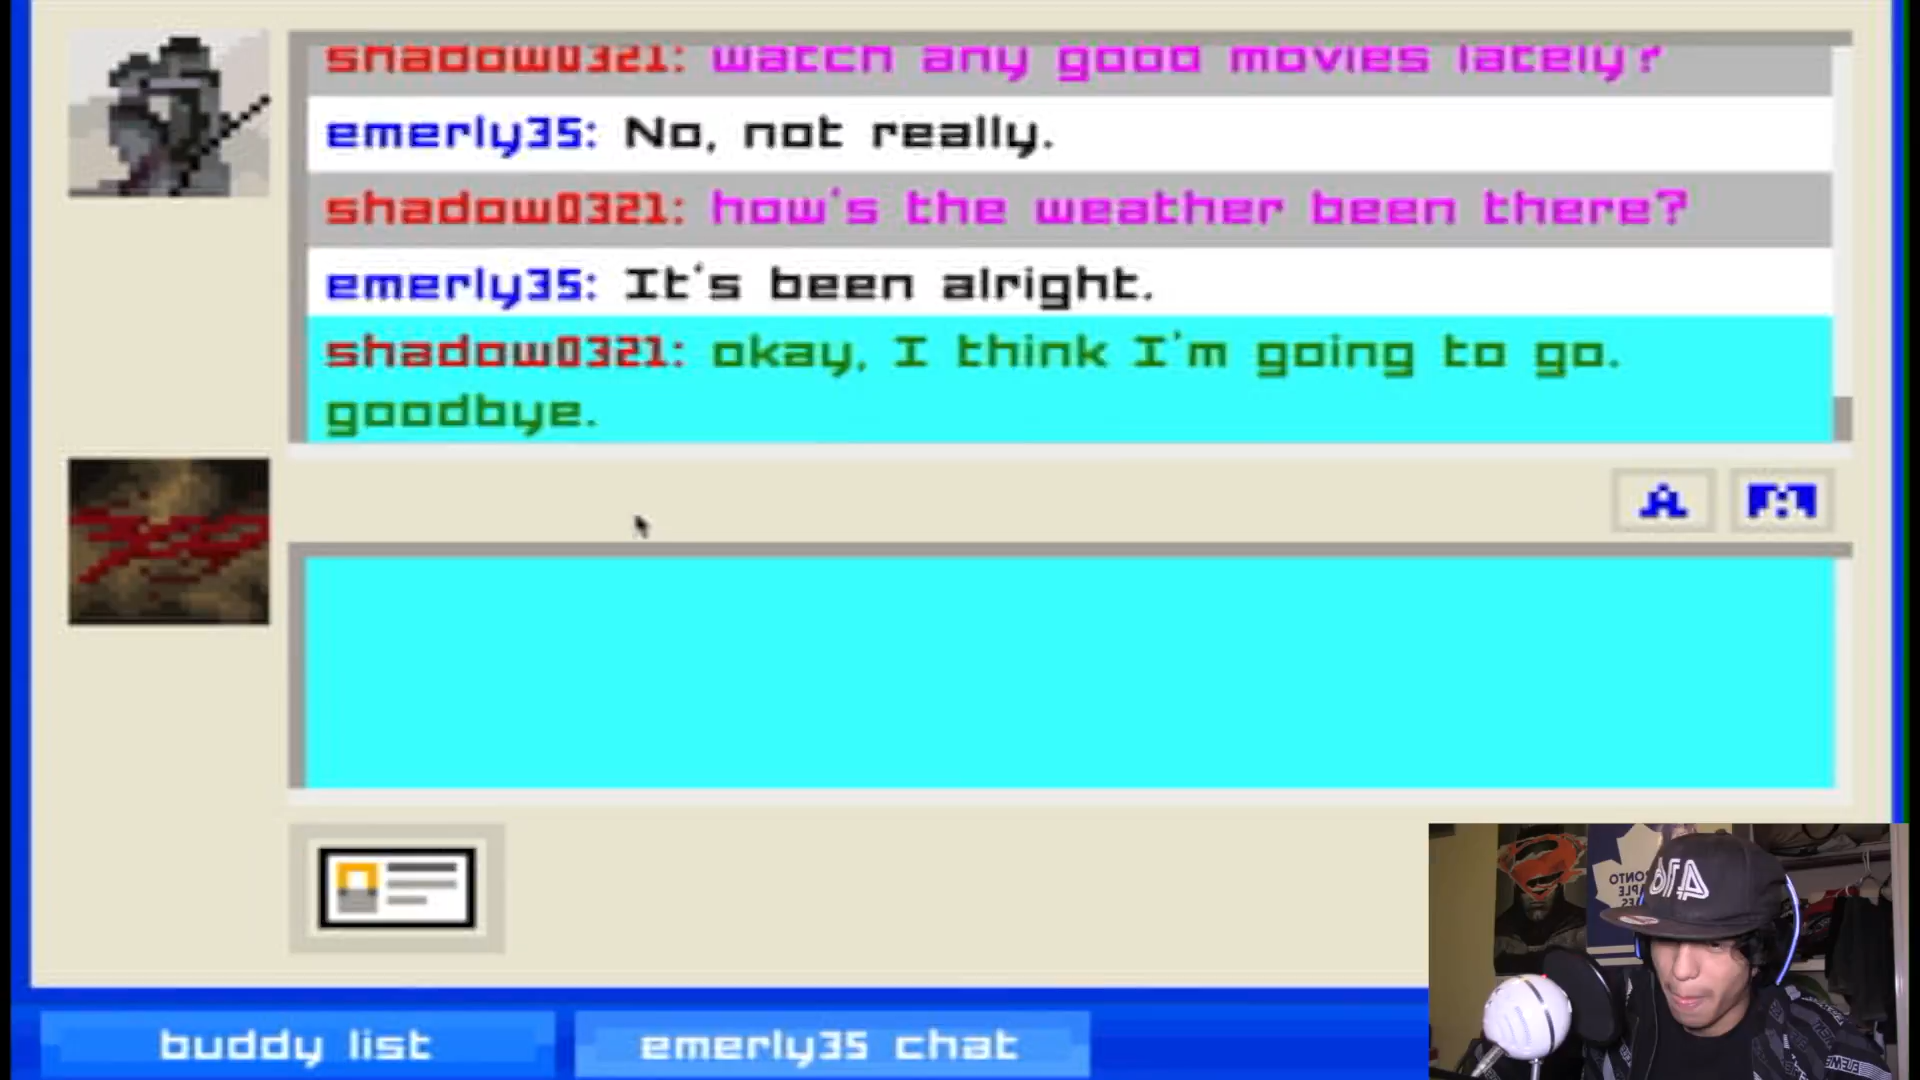 shadow0321: watch any good movies lately?
emerly35: No, not really.
shadow0321: how's the weather been there?
emerly35: It's been alright.
shadow0321: okay, I think I'm going to go.
goodbye.
A
buddy list
emerly35 chat
416